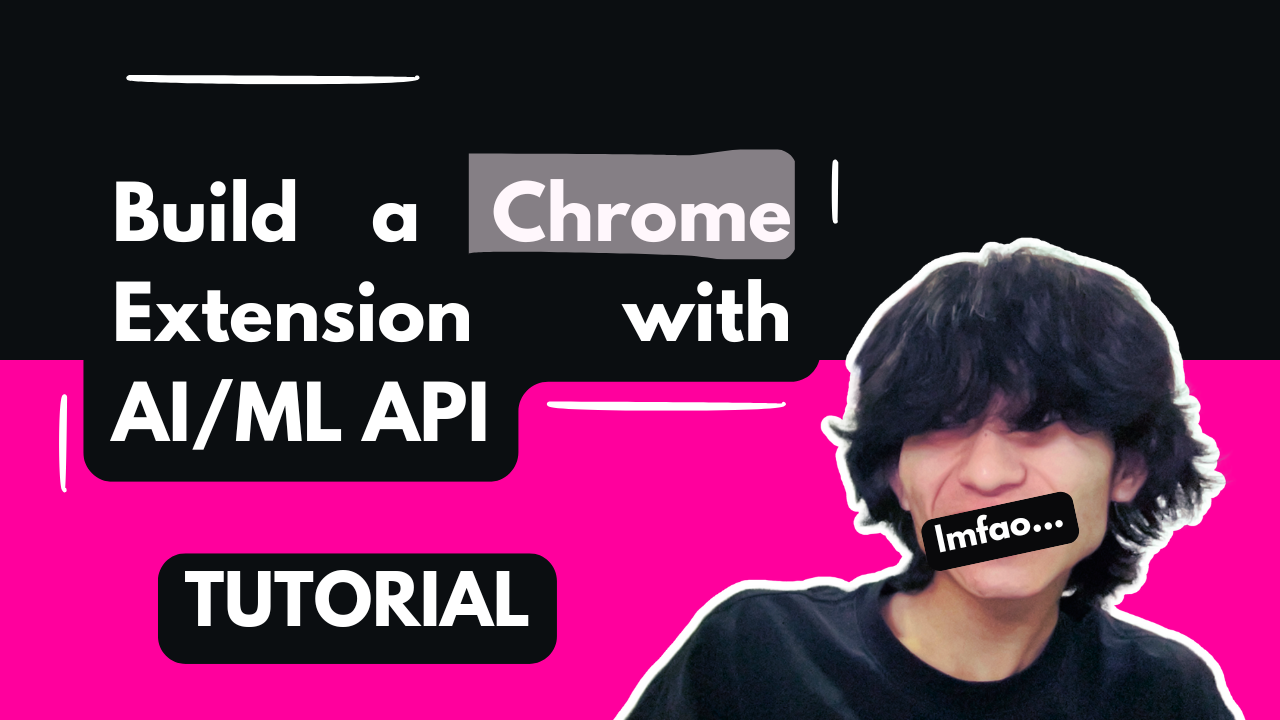 Build a Chrome
Extension with
AI/ML API
TUTORIAL
lmfao...